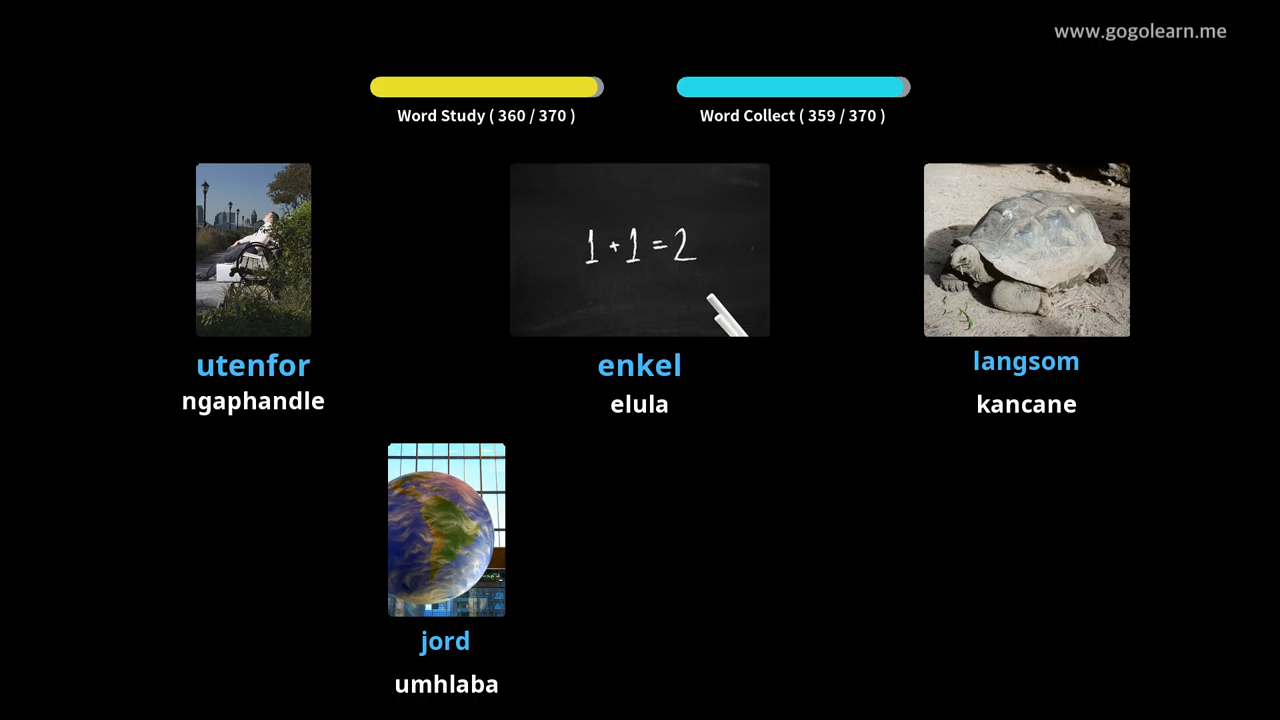 www.gogolearn.me
Word Study ( 360 / 370 )
Word Collect ( 359 / 370 )
1 + 1 = 2
utenfor
ngaphandle
enkel
elula
langsom
kancane
jord
umhlaba